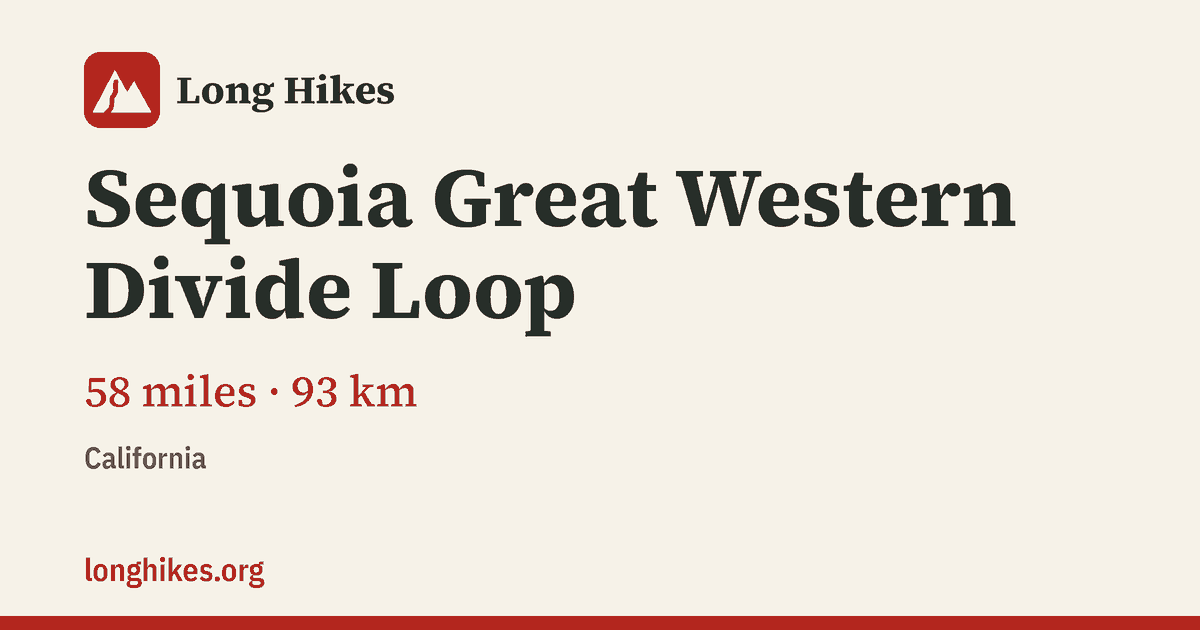 Long Hikes
Sequoia Great Western
Divide Loop
58 miles · 93 km
California
longhikes.org